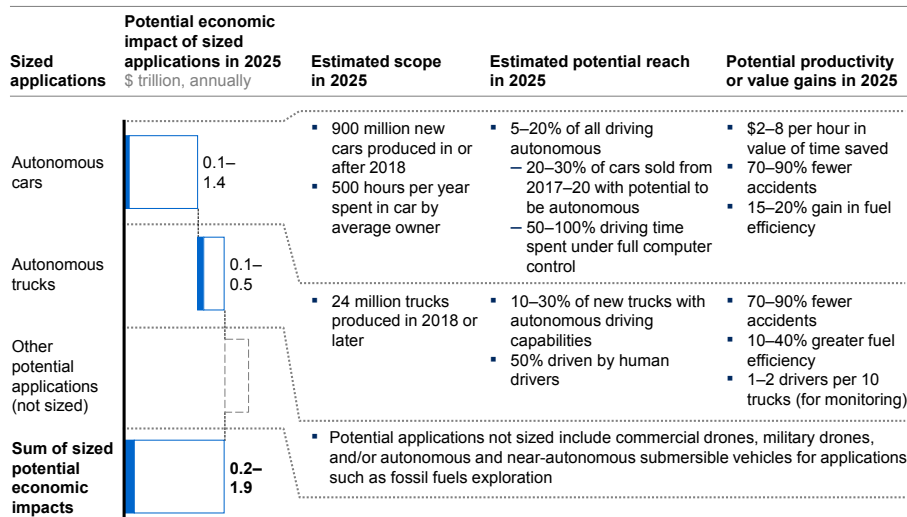 Sized
applications
Potential economic
impact of sized
applications in 2025
$ trillion, annually
Estimated scope
in 2025
Estimated potential reach
in 2025
Potential productivity
or value gains in 2025
Autonomous
cars
0.1–
1.4
▪ 900 million new
cars produced in or
after 2018
▪ 500 hours per year
spent in car by
average owner
▪ 5–20% of all driving
autonomous
– 20–30% of cars sold from
2017–20 with potential to
be autonomous
– 50–100% driving time
spent under full computer
control
▪ $2–8 per hour in
value of time saved
▪ 70–90% fewer
accidents
▪ 15–20% gain in fuel
efficiency
Autonomous
trucks
0.1–
0.5
▪ 24 million trucks
produced in 2018 or
later
▪ 10–30% of new trucks with
autonomous driving
capabilities
▪ 50% driven by human
drivers
▪ 70–90% fewer
accidents
▪ 10–40% greater fuel
efficiency
▪ 1–2 drivers per 10
trucks (for monitoring)
Other
potential
applications
(not sized)
▪ Potential applications not sized include commercial drones, military drones,
and/or autonomous and near-autonomous submersible vehicles for applications
such as fossil fuels exploration
Sum of sized
potential
economic
impacts
0.2–
1.9